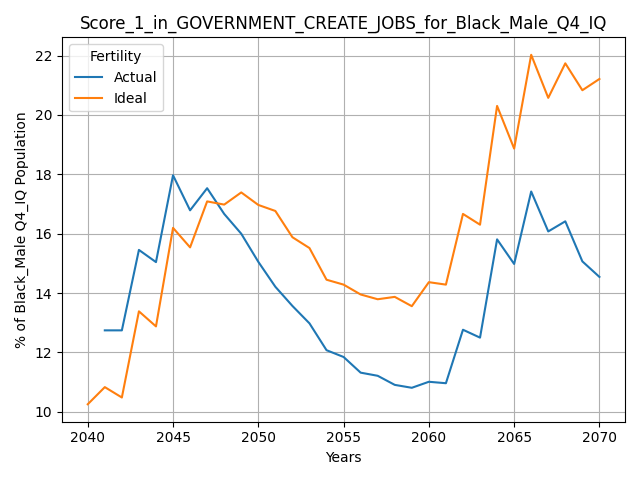 Score_1_in_GOVERNMENT_CREATE_JOBS_for_Black_Male_Q4_IQ
Fertility
Actual
Ideal
% of Black_Male Q4_IQ Population
22
20
18
16
14
12
10
2040 2045 2050 2055 2060 2065 2070
Years